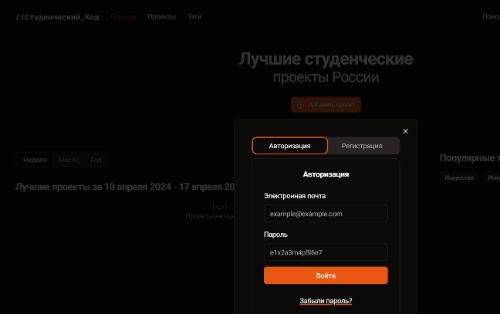 //Студенческий_Код
Главная Проекты Теги
Лучшие студенческие
проекты России
Добавить проект
Авторизация Регистрация
Неделя Месяц Год
Популярные
Авторизация
Искусство
Лучшие проекты за 10 апреля 2024 - 17 апреля
Электронная почта
example@example.com
Проекты не
Пароль
e1x2a3m4p5l6e7
Войти
Забыли пароль?